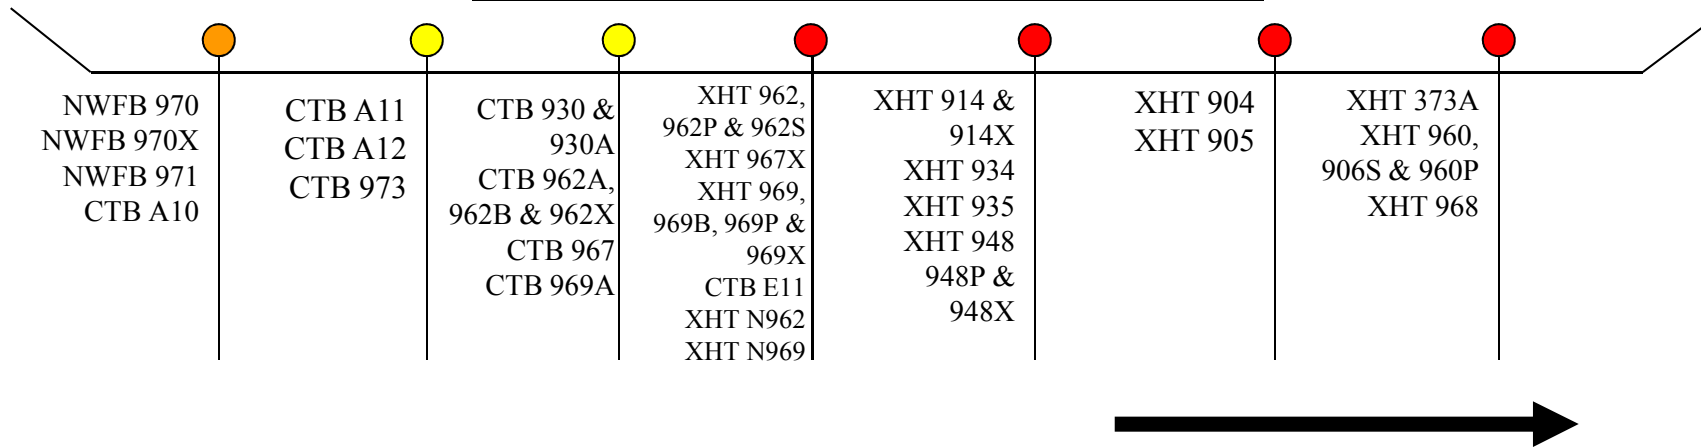 NWFB 970
NWFB 970X
NWFB 971
CTB A10
CTB A11
CTB A12
CTB 973
CTB 930 &
930A
CTB 962A,
962B & 962X
CTB 967
CTB 969A
XHT 962,
962P & 962S
XHT 967X
XHT 969,
969B, 969P &
969X
CTB E11
XHT N962
XHT N969
XHT 914 &
914X
XHT 934
XHT 935
XHT 948
948P &
948X
XHT 904
XHT 905
XHT 373A
XHT 960,
906S & 960P
XHT 968